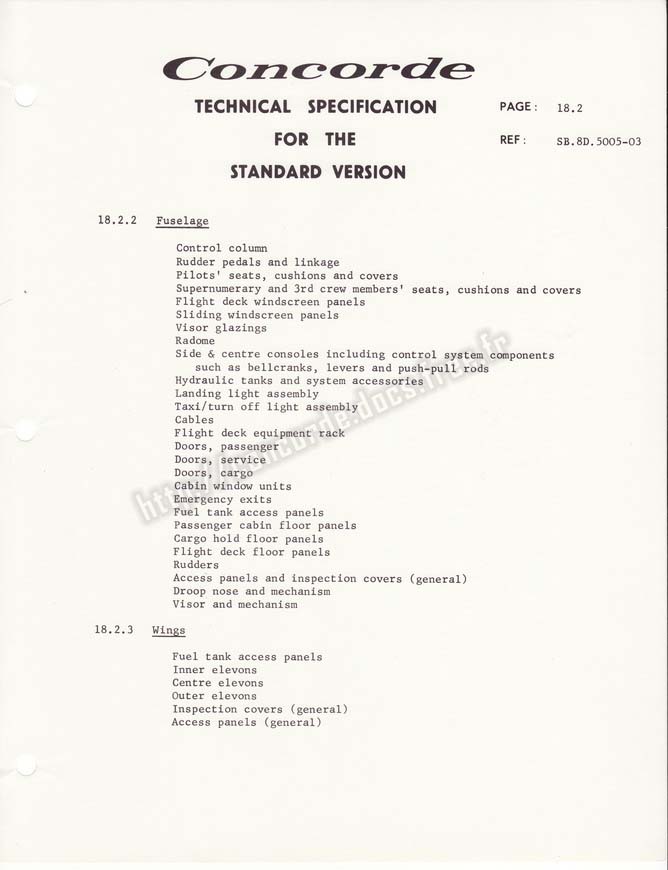 Concorde
TECHNICAL SPECIFICATION
FOR THE
STANDARD VERSION
PAGE: 18.2
REF: SB.8D.5005-03
18.2.2 Fuselage
Control column
Rudder pedals and linkage
Pilots' seats, cushions and covers
Supernumerary and 3rd crew members' seats, cushions and covers
Flight deck windscreen panels
Sliding windscreen panels
Visor glazings
Radome
Side & centre consoles including control system components
such as bellcranks, levers and push-pull rods
Hydraulic tanks and system accessories
Landing light assembly
Taxi/turn off light assembly
Cables
Flight deck equipment rack
Doors, passenger
Doors, service
Doors, cargo
Cabin window units
Emergency exits
Fuel tank access panels
Passenger cabin floor panels
Cargo hold floor panels
Flight deck floor panels
Rudders
Access panels and inspection covers (general)
Droop nose and mechanism
Visor and mechanism
18.2.3 Wings
Fuel tank access panels
Inner elevons
Centre elevons
Outer elevons
Inspection covers (general)
Access panels (general)
http://concorde.docs.free.fr